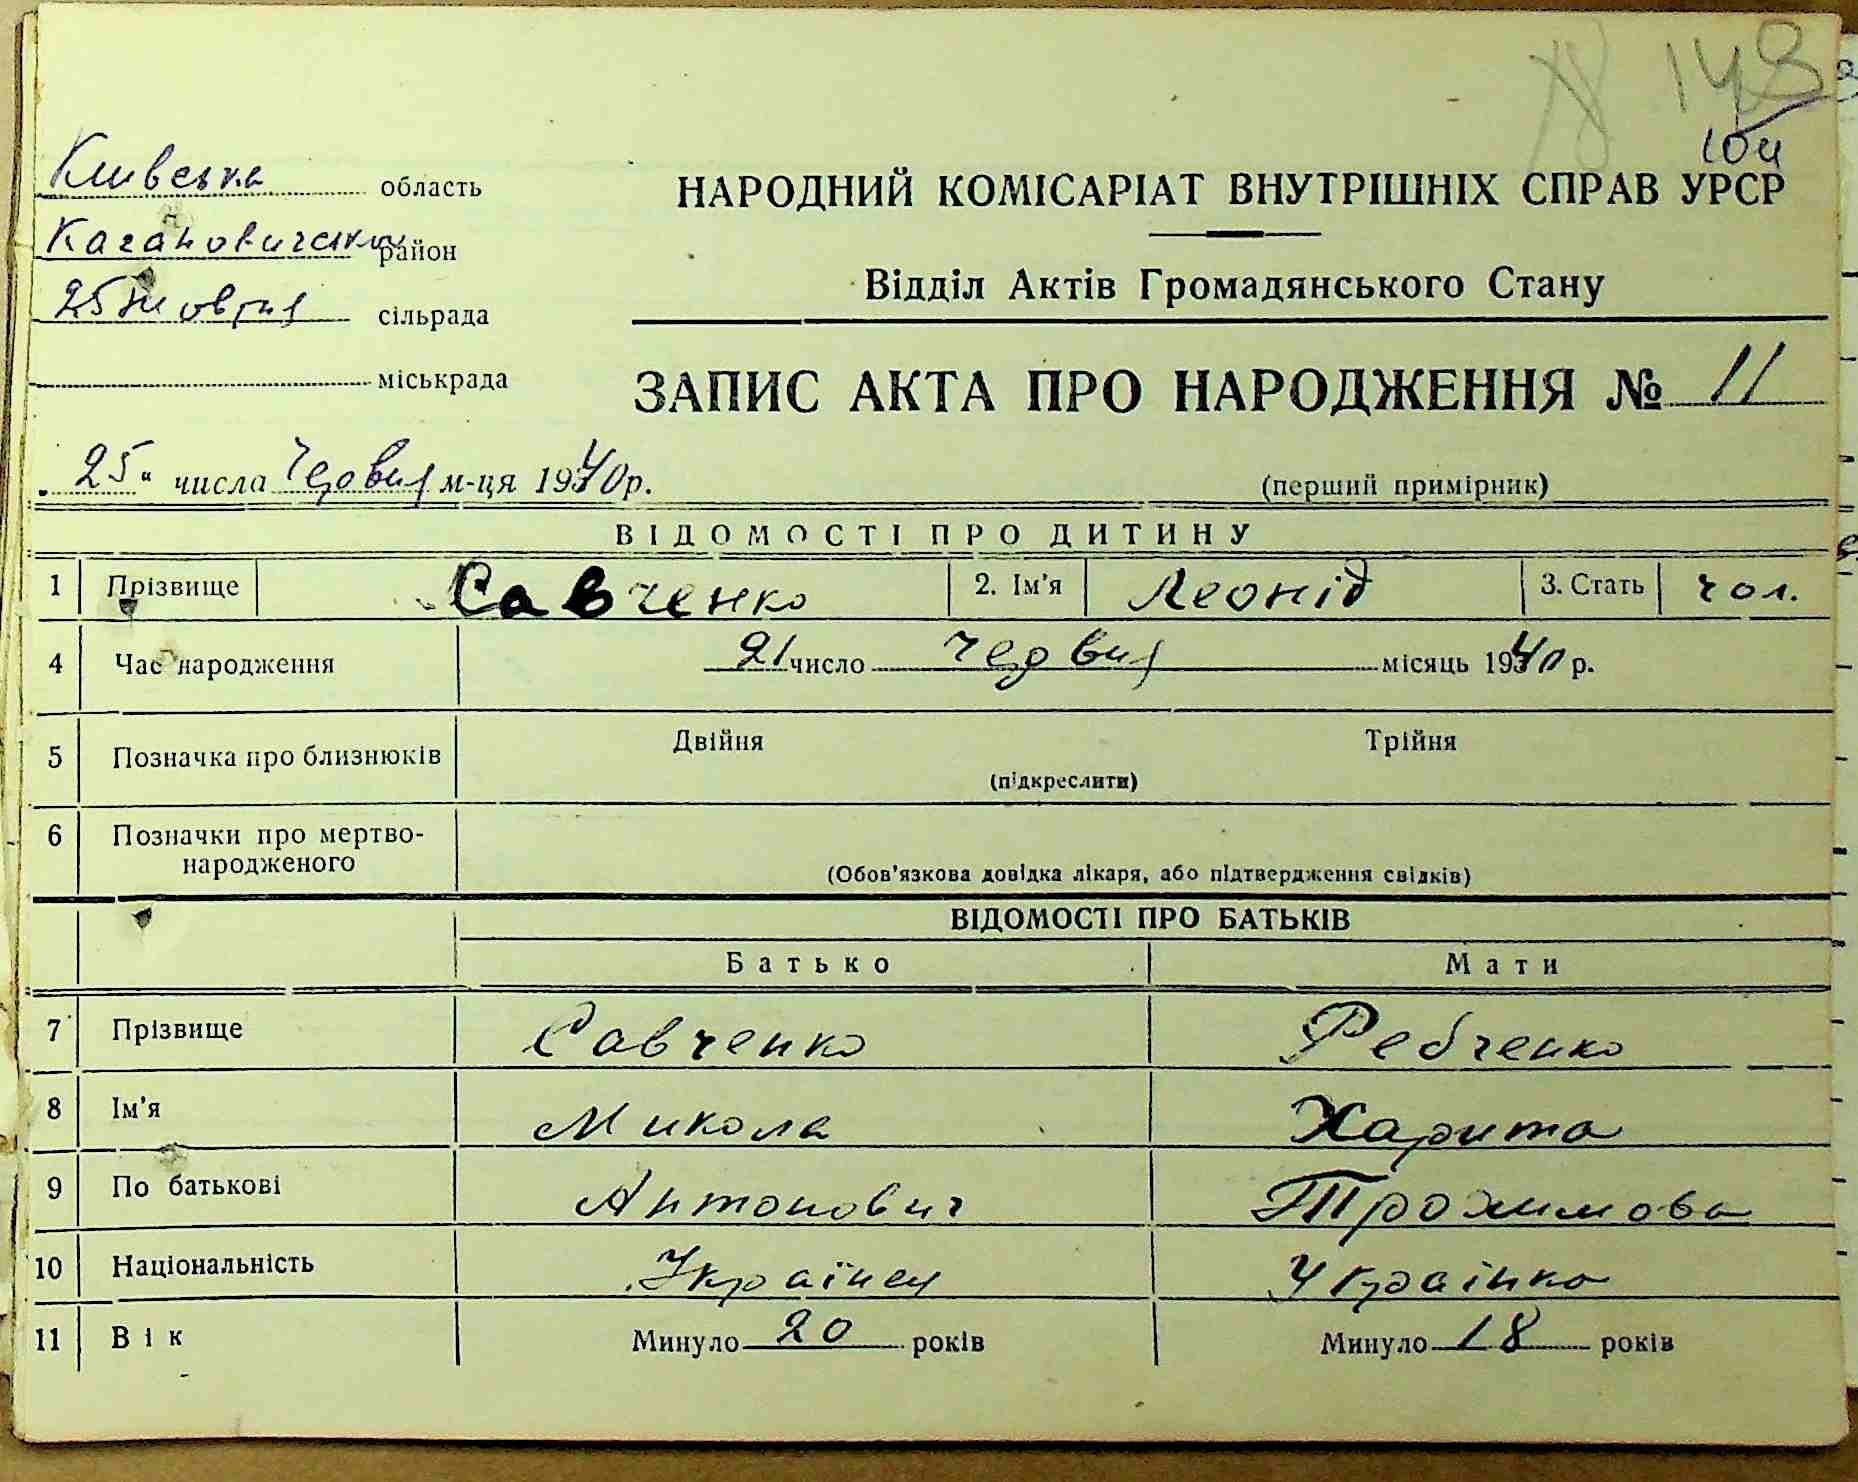 № 148
104
Київська область
Кагановический район
25 Жовтня сільрада
міськрада
НАРОДНИЙ КОМІСАРІАТ ВНУТРІШНІХ СПРАВ УРСР
Відділ Актів Громадянського Стану
ЗАПИС АКТА ПРО НАРОДЖЕННЯ № 11
„25“ числа Червня м-ця 1940 р.
(перший примірник)
ВІДОМОСТІ ПРО ДИТИНУ
1 Прізвище Савченко 2. Ім'я Леонід 3. Стать чол.
4 Час народження 21 число Червня місяць 1940 р.
5 Позначка про близнюків Двійня Трійня
(підкреслити)
6 Позначки про мертво-
народженого
(Обов'язкова довідка лікаря, або підтвердження свідків)
ВІДОМОСТІ ПРО БАТЬКІВ
Батько Мати
7 Прізвище Савченко Ребченко
8 Ім'я Микола Харита
9 По батькові Антонович Трохимова
10 Національність Українец Українка
11 Вік Минуло 20 років Минуло 18 років